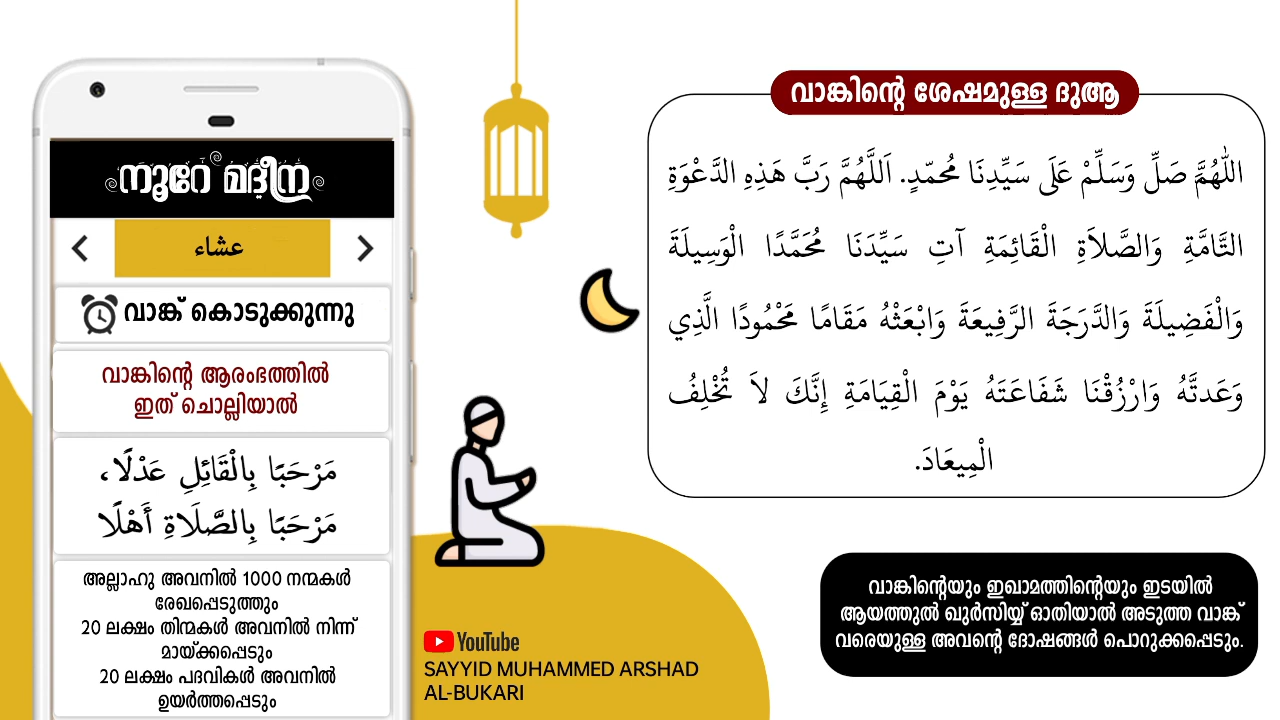 നൂറേ മദീന
عشاء
വാങ്ക് കൊടുക്കുന്നു
വാങ്കിന്റെ ആരംഭത്തിൽ
ഇത് ചൊല്ലിയാൽ
مَرْحَبًا بِالْقَائِلِ عَدْلًا،
مَرْحَبًا بِالصَّلَاةِ أَهْلًا
അല്ലാഹു അവനിൽ 1000 നന്മകൾ
രേഖപ്പെടുത്തും
20 ലക്ഷം തിന്മകൾ അവനിൽ നിന്ന്
മായ്ക്കപ്പെടും
20 ലക്ഷം പദവികൾ അവനിൽ
ഉയർത്തപ്പെടും
YouTube
SAYYID MUHAMMED ARSHAD
AL-BUKARI
വാങ്കിന്റെ ശേഷമുള്ള ദുആ
اللّٰهُمَّ صَلِّ وَسَلِّمْ عَلَى سَيِّدِنَا مُحمّدٍ. اَللَّهُمَّ رَبَّ هَذِهِ الدَّعْوَةِ
التَّامَّةِ وَالصَّلاَةِ الْقَائِمَةِ آتِ سَيِّدَنَا مُحَمَّدًا الْوَسِيلَةَ
وَالْفَضِيلَةَ وَالدَّرَجَةَ الرَّفِيعَةَ وَابْعَثْهُ مَقَامًا مَحْمُودًا الَّذِي
وَعَدتَّهُ وَارْزُقْنَا شَفَاعَتَهُ يَوْمَ الْقِيَامَةِ إِنَّكَ لاَ تُخْلِفُ
الْمِيعَادَ.
വാങ്കിന്റെയും ഇഖാമത്തിന്റെയും ഇടയിൽ
ആയത്തുൽ ഖുർസിയ്യ് ഓതിയാൽ അടുത്ത വാങ്ക്
വരെയുള്ള അവന്റെ ദോഷങ്ങൾ പൊറുക്കപ്പെടും.